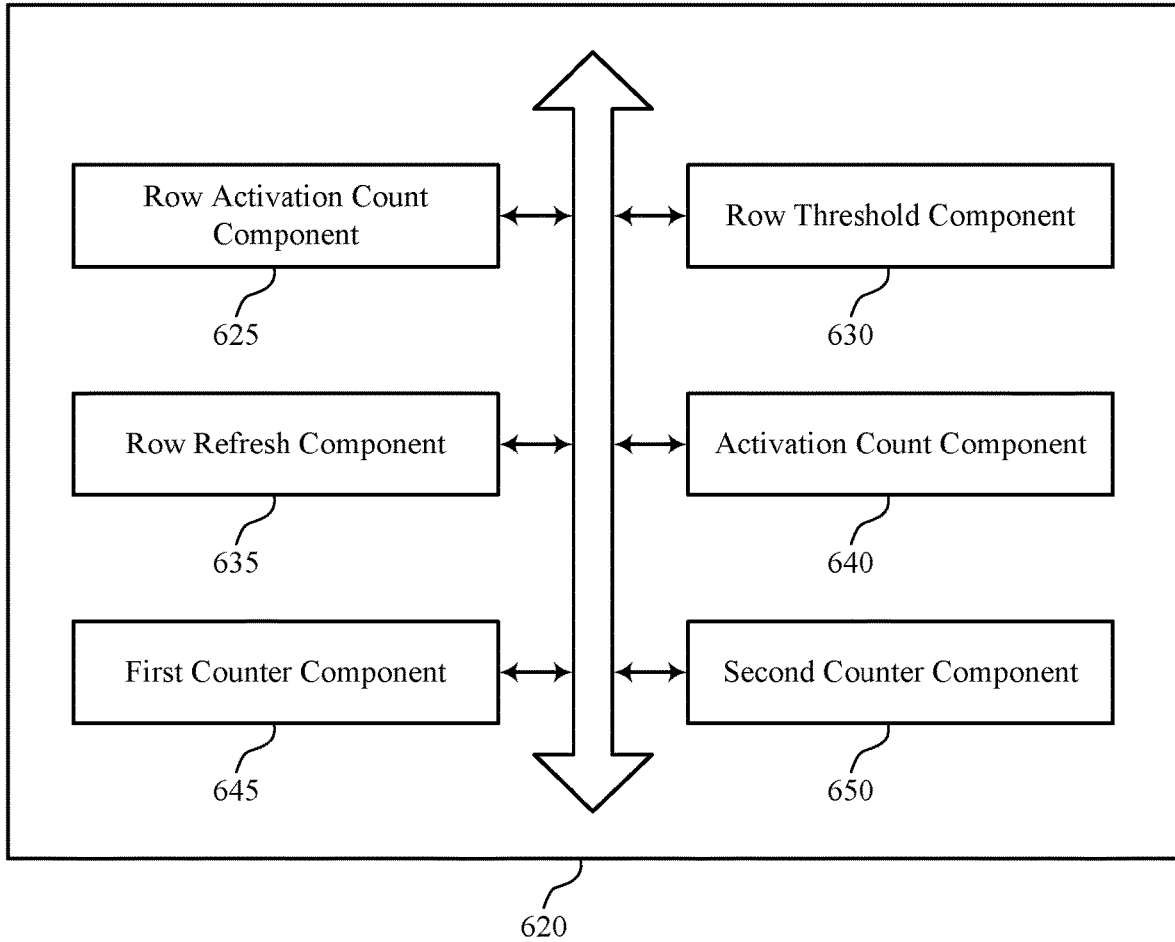 Row Activation Count
Component
625
Row Threshold Component
630
Row Refresh Component
635
Activation Count Component
640
First Counter Component
645
Second Counter Component
650
620